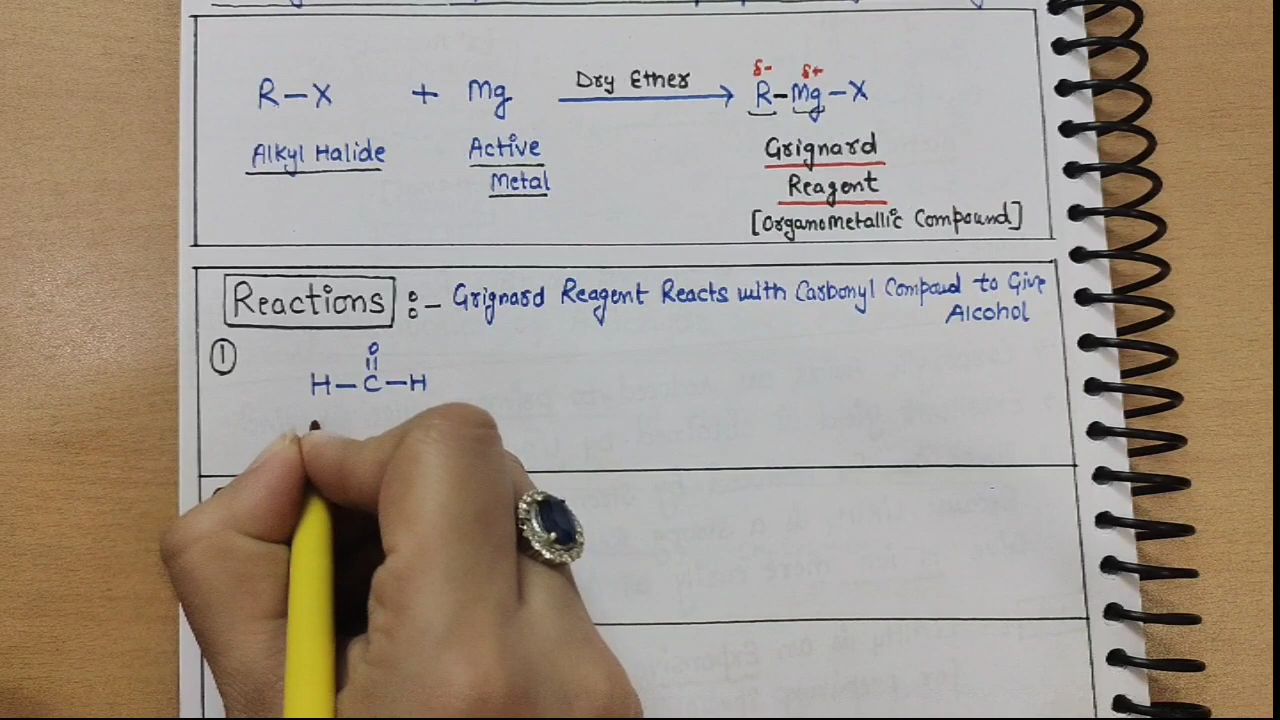 R-X + Mg Dry Ether → R-Mg-X
δ- δ+
Alkyl Halide
Active
Metal
Grignard
Reagent
[Organometallic Compound]
Reactions :- Grignard Reagent Reacts with Carbonyl Compoud to Give
Alcohol
①
O
H-C-H